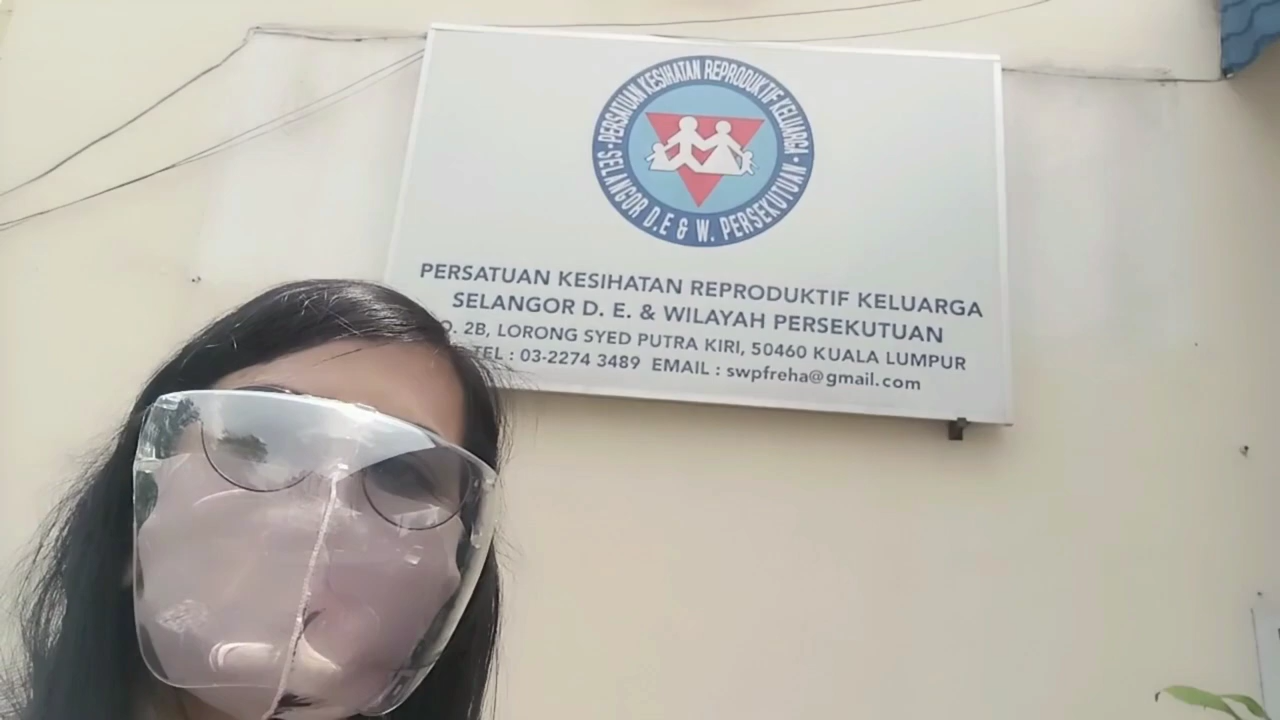 PERSATUAN KESIHATAN REPRODUKTIF KELUARGA
- SELANGOR D.E & W. PERSEKUTUAN -
PERSATUAN KESIHATAN REPRODUKTIF KELUARGA
SELANGOR D. E. & WILAYAH PERSEKUTUAN
2B, LORONG SYED PUTRA KIRI, 50460 KUALA LUMPUR
TEL : 03-2274 3489 EMAIL : swpfreha@gmail.com